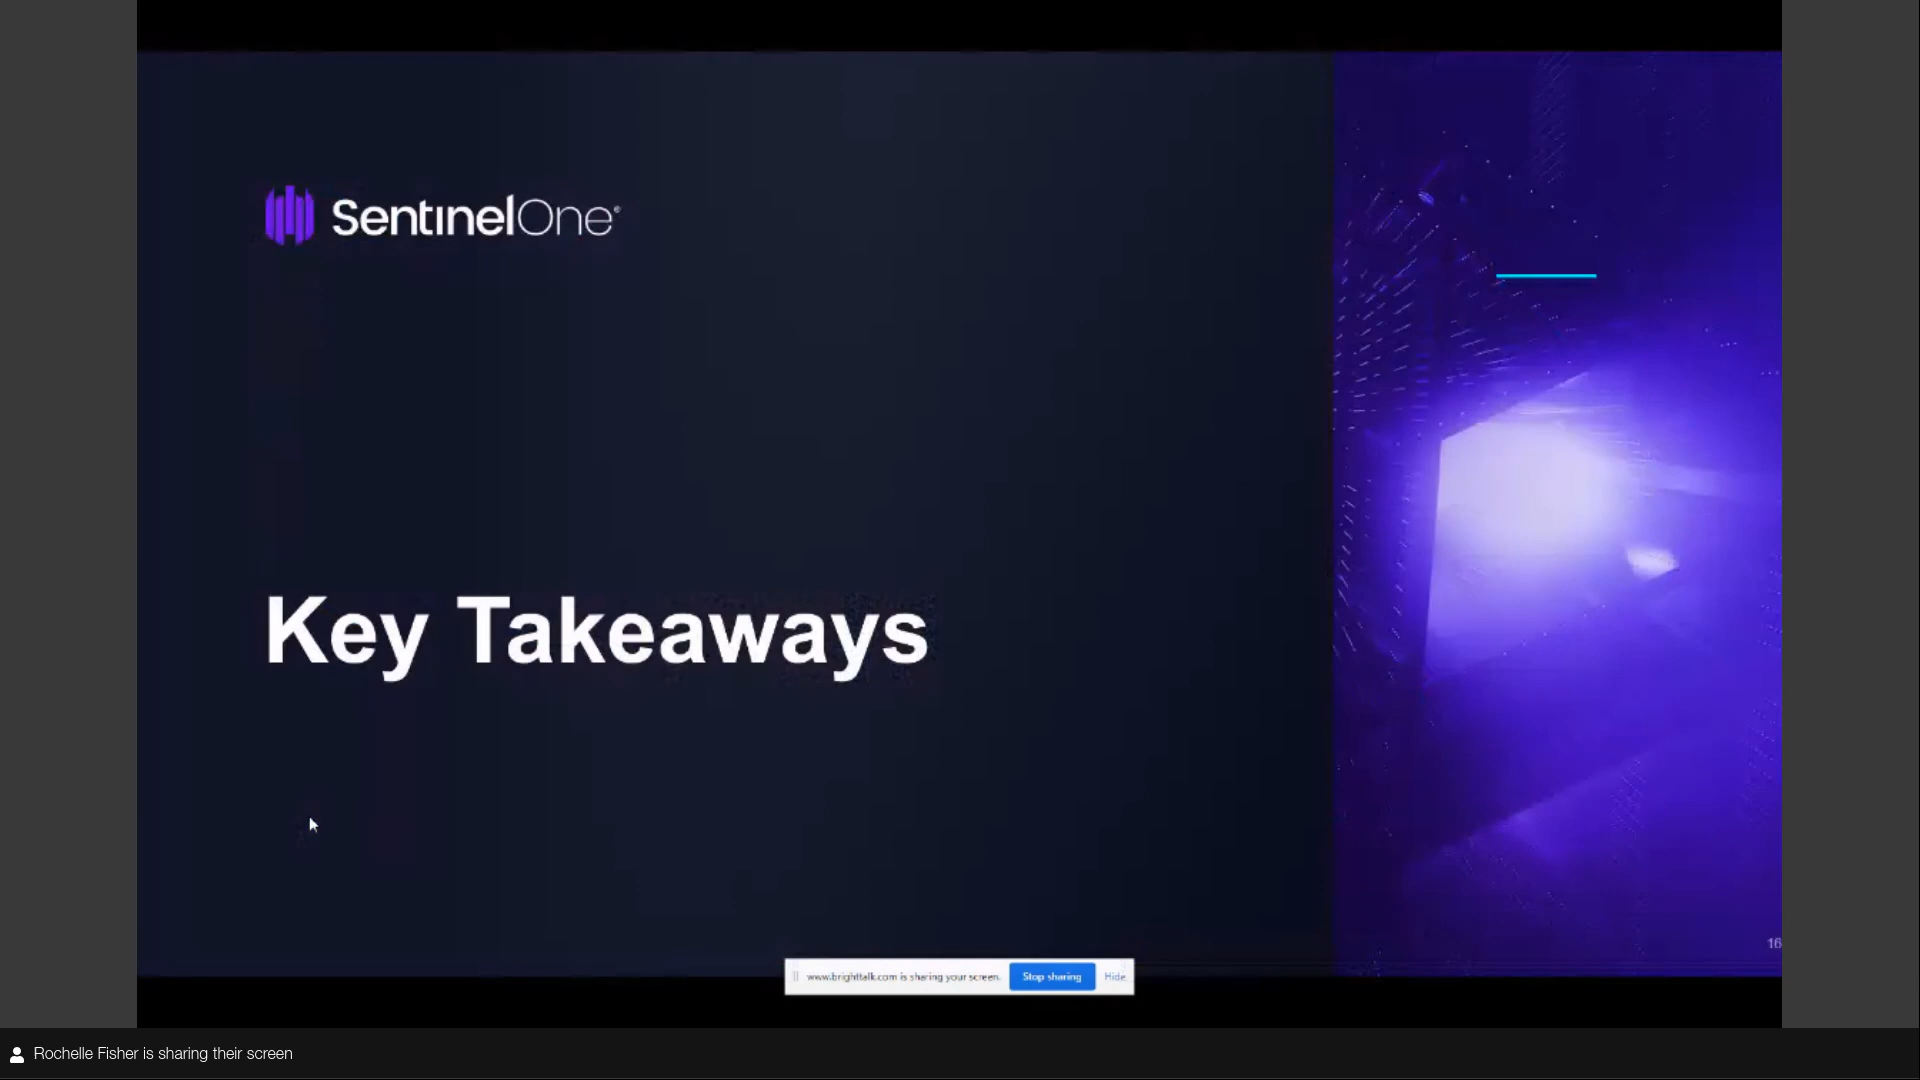 SentinelOne®
Key Takeaways
16
www.brighttalk.com is sharing your screen. Stop sharing Hide
Rochelle Fisher is sharing their screen